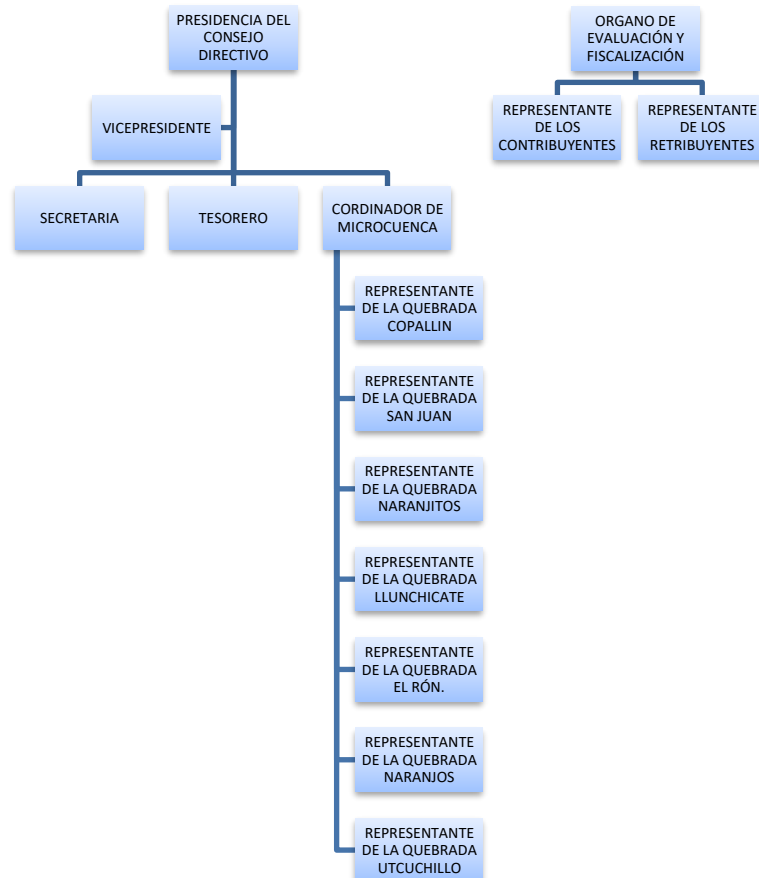 PRESIDENCIA DEL
CONSEJO
DIRECTIVO
ORGANO DE
EVALUACIÓN Y
FISCALIZACIÓN
VICEPRESIDENTE
REPRESENTANTE
DE LOS
CONTRIBUYENTES
REPRESENTANTE
DE LOS
RETRIBUYENTES
SECRETARIA
TESORERO
CORDINADOR DE
MICROCUENCA
REPRESENTANTE
DE LA QUEBRADA
COPALLIN
REPRESENTANTE
DE LA QUEBRADA
SAN JUAN
REPRESENTANTE
DE LA QUEBRADA
NARANJITOS
REPRESENTANTE
DE LA QUEBRADA
LLUNCHICATE
REPRESENTANTE
DE LA QUEBRADA
EL RÓN.
REPRESENTANTE
DE LA QUEBRADA
NARANJOS
REPRESENTANTE
DE LA QUEBRADA
UTCUCHILLO